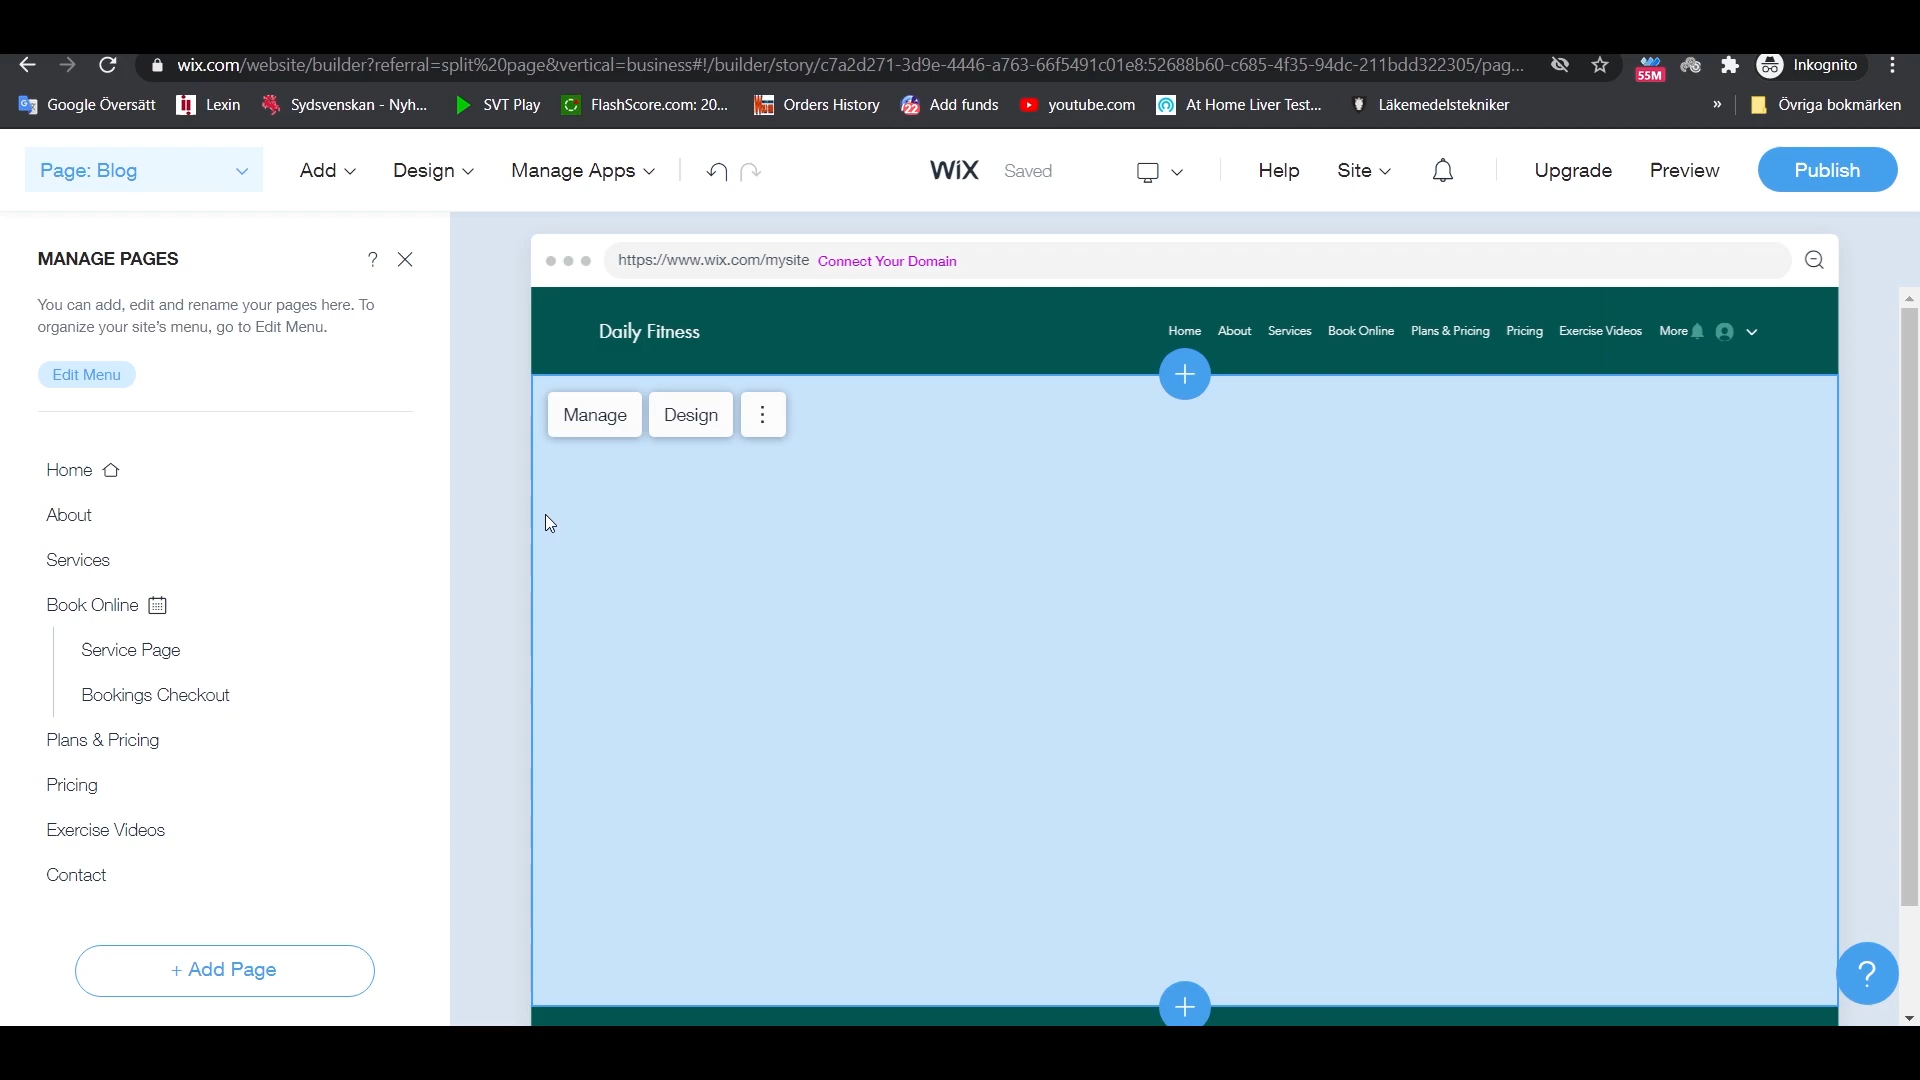 wix.com/website/builder?referral=split%20page&vertical=business#!/builder/story/c7a2d271-3d9e-4446-a763-66f5491c01e8:52688b60-c685-4f35-94dc-211bdd322305/pag...
55M
Inkognito
Google Översätt
Lexin
Sydsvenskan - Nyh...
SVT Play
FlashScore.com: 20...
Orders History
Add funds
youtube.com
At Home Liver Test...
Läkemedelstekniker
»
Övriga bokmärken
Page: Blog
Add
Design
Manage Apps
WiX
Saved
Help
Site
Upgrade
Preview
Publish
MANAGE PAGES
?
You can add, edit and rename your pages here. To
organize your site's menu, go to Edit Menu.
Edit Menu
Home
About
Services
Book Online
Service Page
Bookings Checkout
Plans & Pricing
Pricing
Exercise Videos
Contact
+ Add Page
https://www.wix.com/mysite Connect Your Domain
Daily Fitness
Home
About
Services
Book Online
Plans & Pricing
Pricing
Exercise Videos
More
Manage
Design
?